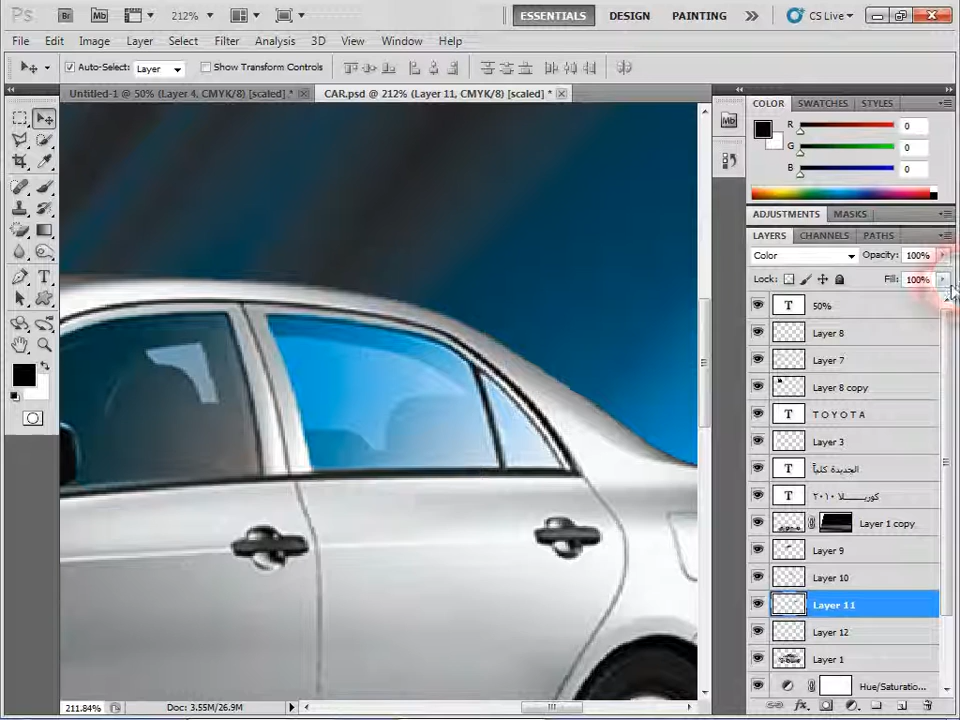 Ps Br Mb 212% ESSENTIALS DESIGN PAINTING CS Live
File Edit Image Layer Select Filter Analysis 3D View Window Help
Auto-Select: Layer Show Transform Controls
Untitled-1 @ 50% (Layer 4, CMYK/8) [scaled] * CAR.psd @ 212% (Layer 11, CMYK/8) [scaled] *
COLOR SWATCHES STYLES
Mb
R 0
G 0
B 0
ADJUSTMENTS MASKS
LAYERS CHANNELS PATHS
Color Opacity: 100%
Lock: Fill: 100%
T 50%
Layer 8
Layer 7
Layer 8 copy
T T O Y O T A
Layer 3
T الجديدة كلياً
T كورولا ٢٠١٠
Layer 1 copy
Layer 9
Layer 10
Layer 11
Layer 12
Layer 1
Hue/Saturatio...
211.84% Doc: 3.55M/26.9M